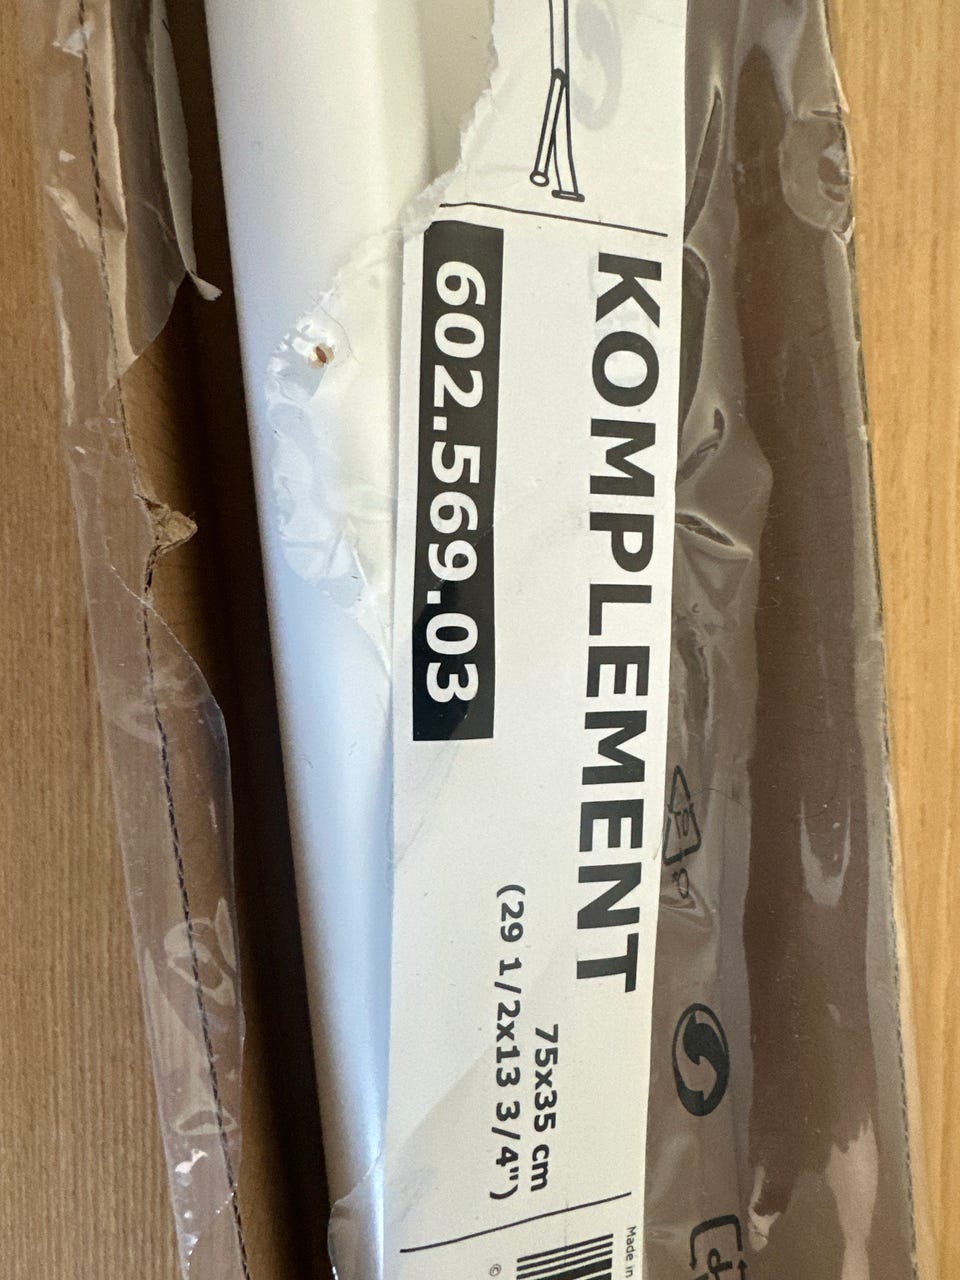 KOMPLEMENT
75x35 cm
(29 1/2x13 3/4")
602.569.03
Made in
©